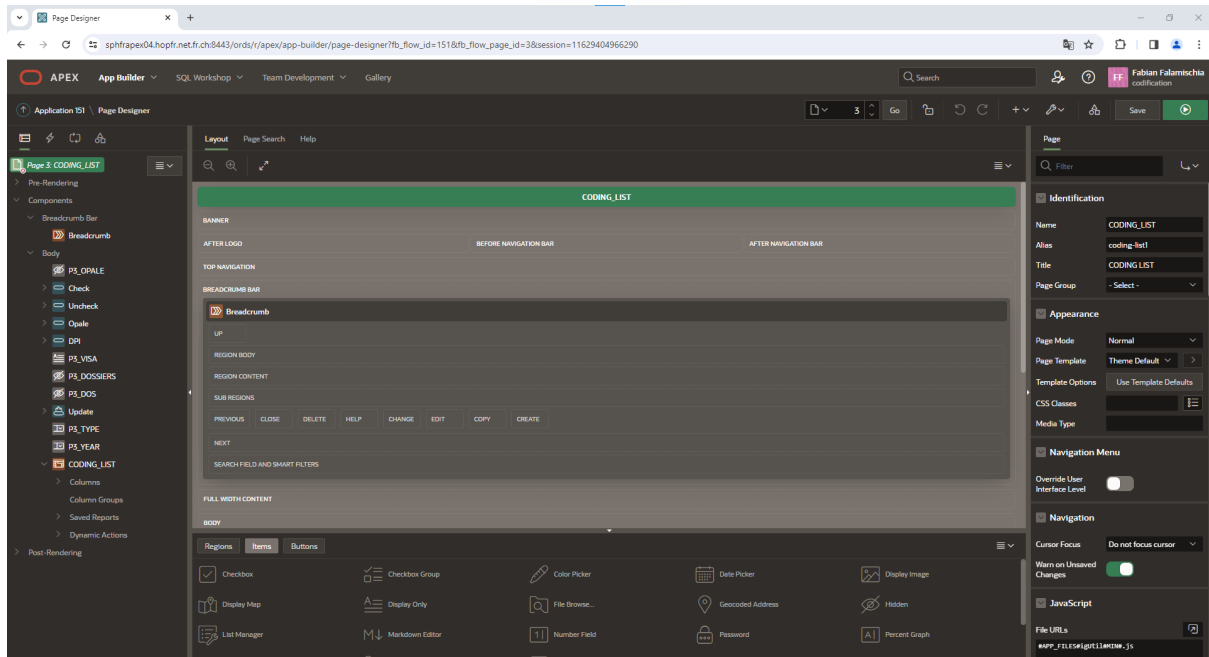 Page Designer
sphfrapex04.hopfr.net.fr.ch:8443/ords/r/apex/app-builder/page-designer?fb_flow_id=151&fb_flow_page_id=3&session=11629404966290
APEX App Builder SQL Workshop Team Development Gallery Search FF Fabian Falamischia
codification
Application 151 \ Page Designer 3 Go Save
Layout Page Search Help Page
Page 3: CODING_LIST Filter
Pre-Rendering
Components
Breadcrumb Bar
Breadcrumb
Body
P3_OPALE
Check
Uncheck
Opale
DPI
P3_VISA
P3_DOSSIERS
P3_DOS
Update
P3_TYPE
P3_YEAR
CODING_LIST
Columns
Column Groups
Saved Reports
Dynamic Actions
Post-Rendering
CODING_LIST
BANNER
AFTER LOGO BEFORE NAVIGATION BAR AFTER NAVIGATION BAR
TOP NAVIGATION
BREADCRUMB BAR
Breadcrumb
UP
REGION BODY
REGION CONTENT
SUB REGIONS
PREVIOUS CLOSE DELETE HELP CHANGE EDIT COPY CREATE
NEXT
SEARCH FIELD AND SMART FILTERS
FULL WIDTH CONTENT
BODY
Regions Items Buttons
Checkbox Checkbox Group Color Picker Date Picker Display Image
Display Map Display Only File Browse... Geocoded Address Hidden
List Manager Markdown Editor Number Field Password Percent Graph
Identification
Name CODING_LIST
Alias coding-list1
Title CODING LIST
Page Group - Select -
Appearance
Page Mode Normal
Page Template Theme Default
Template Options Use Template Defaults
CSS Classes
Media Type
Navigation Menu
Override User
Interface Level
Navigation
Cursor Focus Do not focus cursor
Warn on Unsaved
Changes
JavaScript
File URLs
#APP_FILES#igutil#MIN#.js